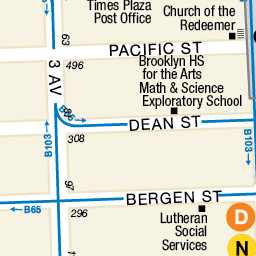 Times Plaza
Post Office
Church of the
Redeemer
63
PACIFIC ST
496
3 AV
Brooklyn HS
for the Arts
Math & Science
Exploratory School
B65
DEAN ST
B103
308
B103
97
BERGEN ST
B65
296
Lutheran
Social
Services
D
N